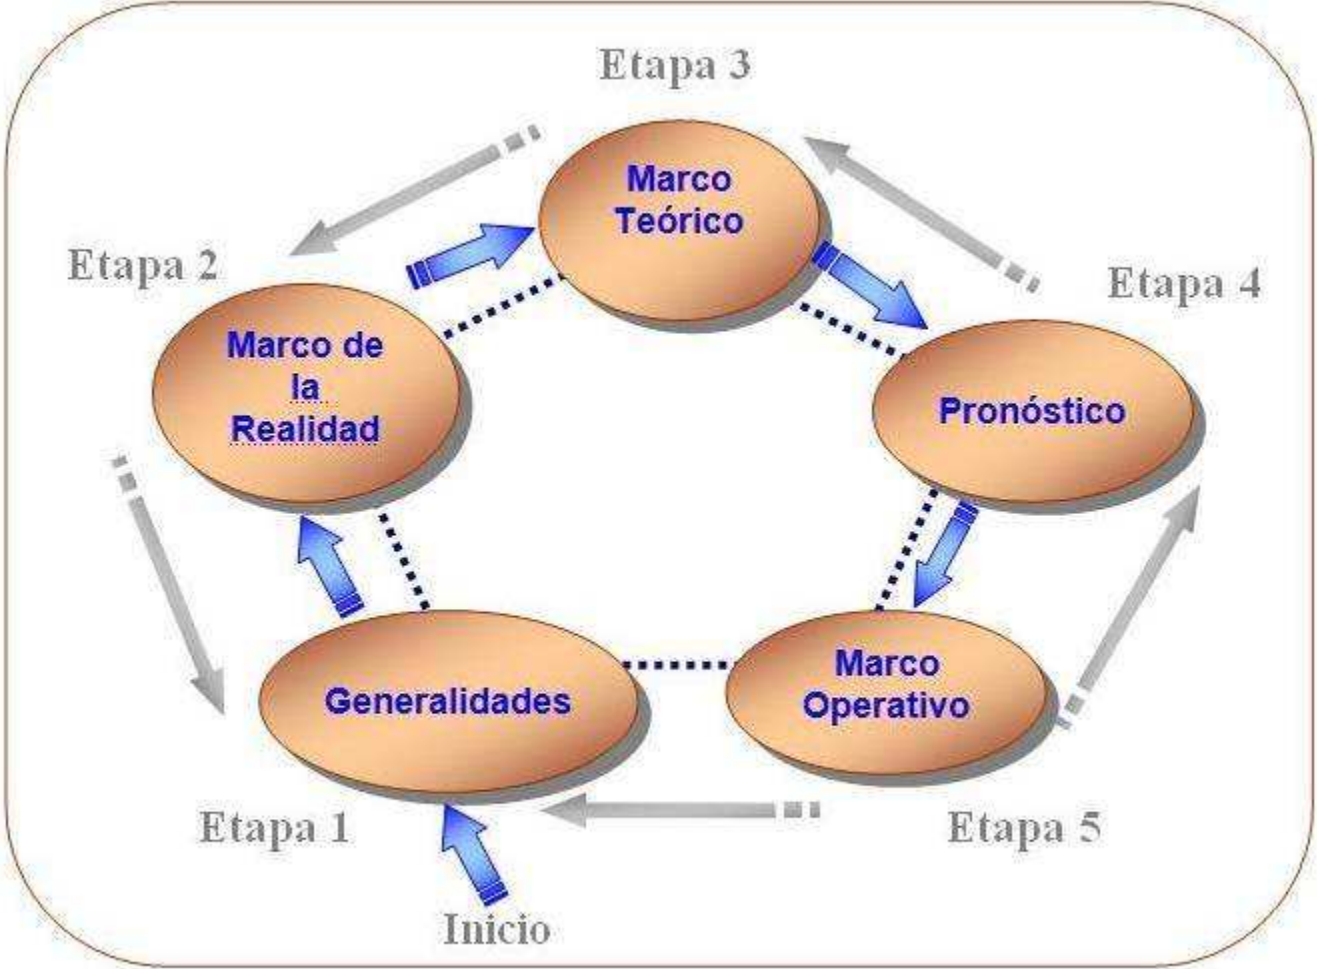 Etapa 3
Marco
Teórico
Etapa 2
Etapa 4
Marco de
la
Realidad
Pronóstico
Generalidades
Marco
Operativo
Etapa 1
Etapa 5
Inicio